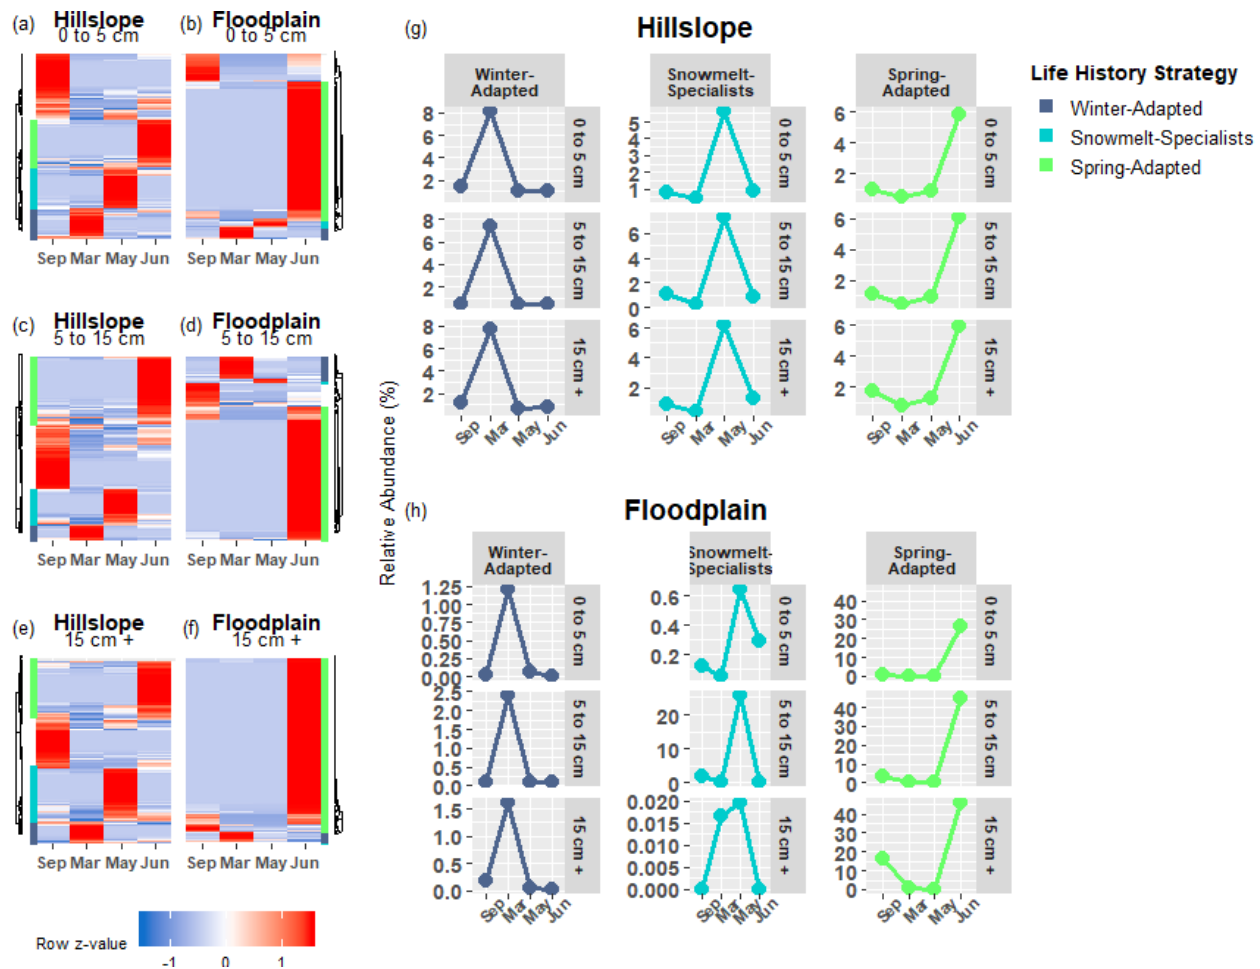 (a) Hillslope
0 to 5 cm
(b) Floodplain
0 to 5 cm
Sep Mar May Jun
Sep Mar May Jun
(c) Hillslope
5 to 15 cm
(d) Floodplain
5 to 15 cm
Sep Mar May Jun
Sep Mar May Jun
(e) Hillslope
15 cm +
(f) Floodplain
15 cm +
Sep Mar May Jun
Sep Mar May Jun
Row z-value
-1 0 1
Relative Abundance (%)
(g) Hillslope
Winter-
Adapted
Snowmelt-
Specialists
Spring-
Adapted
8
6
4
2
5
4
3
2
1
6
4
2
0 to 5 cm
0 to 5 cm
0 to 5 cm
8
6
4
2
6
4
2
0
6
4
2
5 to 15 cm
5 to 15 cm
5 to 15 cm
8
6
4
2
6
4
2
6
4
2
15 cm +
15 cm +
15 cm +
Sep Mar May Jun
Sep Mar May Jun
Sep Mar May Jun
(h) Floodplain
Winter-
Adapted
Snowmelt-
Specialists
Spring-
Adapted
1.25
1.00
0.75
0.50
0.25
0.00
0.6
0.4
0.2
40
30
20
10
0
0 to 5 cm
0 to 5 cm
0 to 5 cm
2.5
2.0
1.5
1.0
0.5
0.0
20
10
0
40
30
20
10
0
5 to 15 cm
5 to 15 cm
5 to 15 cm
1.5
1.0
0.5
0.0
0.020
0.015
0.010
0.005
0.000
40
30
20
10
0
15 cm +
15 cm +
15 cm +
Sep Mar May Jun
Sep Mar May Jun
Sep Mar May Jun
Life History Strategy
Winter-Adapted
Snowmelt-Specialists
Spring-Adapted